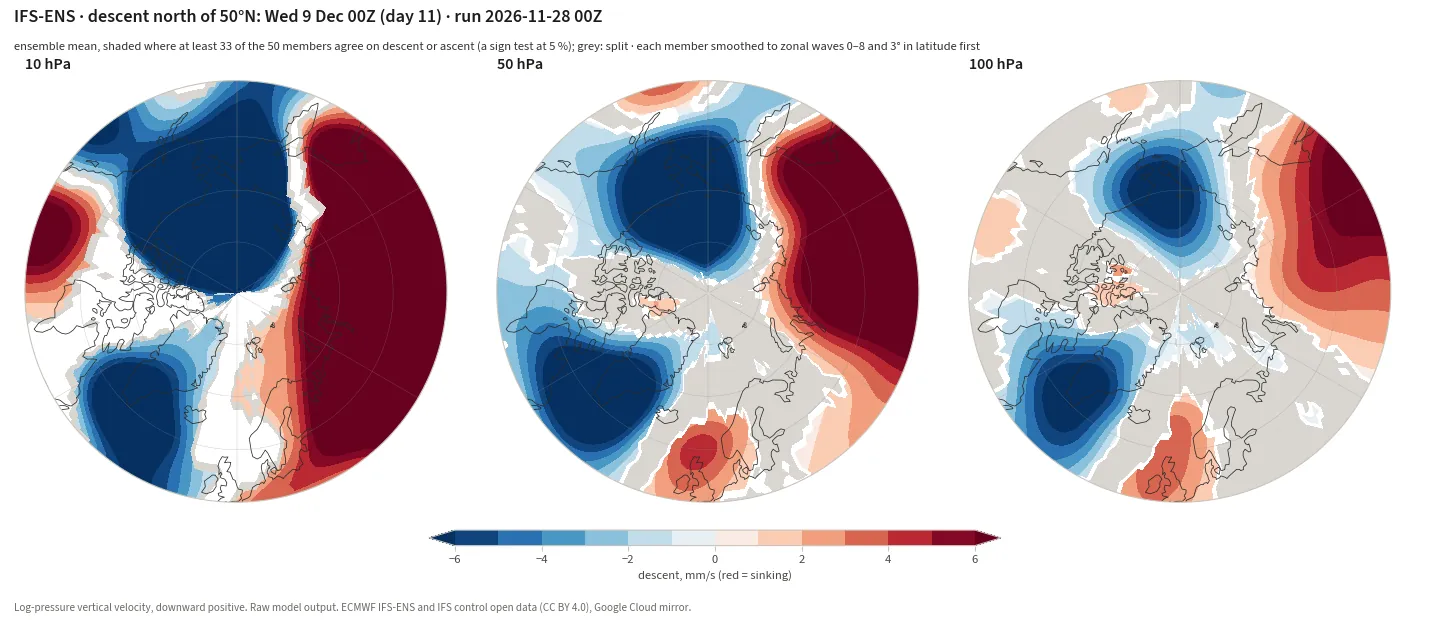 IFS-ENS · descent north of 50°N: Wed 9 Dec 00Z (day 11) · run 2026-11-28 00Z
ensemble mean, shaded where at least 33 of the 50 members agree on descent or ascent (a sign test at 5 %); grey: split · each member smoothed to zonal waves 0–8 and 3° in latitude first
10 hPa
50 hPa
100 hPa
−6 −4 −2 0 2 4 6
descent, mm/s (red = sinking)
Log-pressure vertical velocity, downward positive. Raw model output. ECMWF IFS-ENS and IFS control open data (CC BY 4.0), Google Cloud mirror.